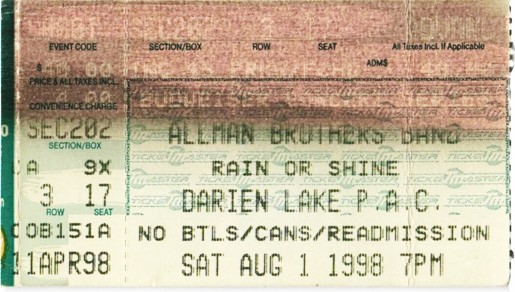 EVENT CODE SECTION/BOX ROW SEAT All Taxes Incl. If Applicable
$ ADM$
PRICE & ALL TAXES INCL.
CONVENIENCE CHARGE
SEC202 ALLMAN BROTHERS BAND
SECTION/BOX
A 9X RAIN OR SHINE
3 17 DARIEN LAKE P.A.C.
ROW SEAT
COB151A NO BTLS/CANS/READMISSION
11APR98 SAT AUG 1 1998 7PM
TICKETMASTER